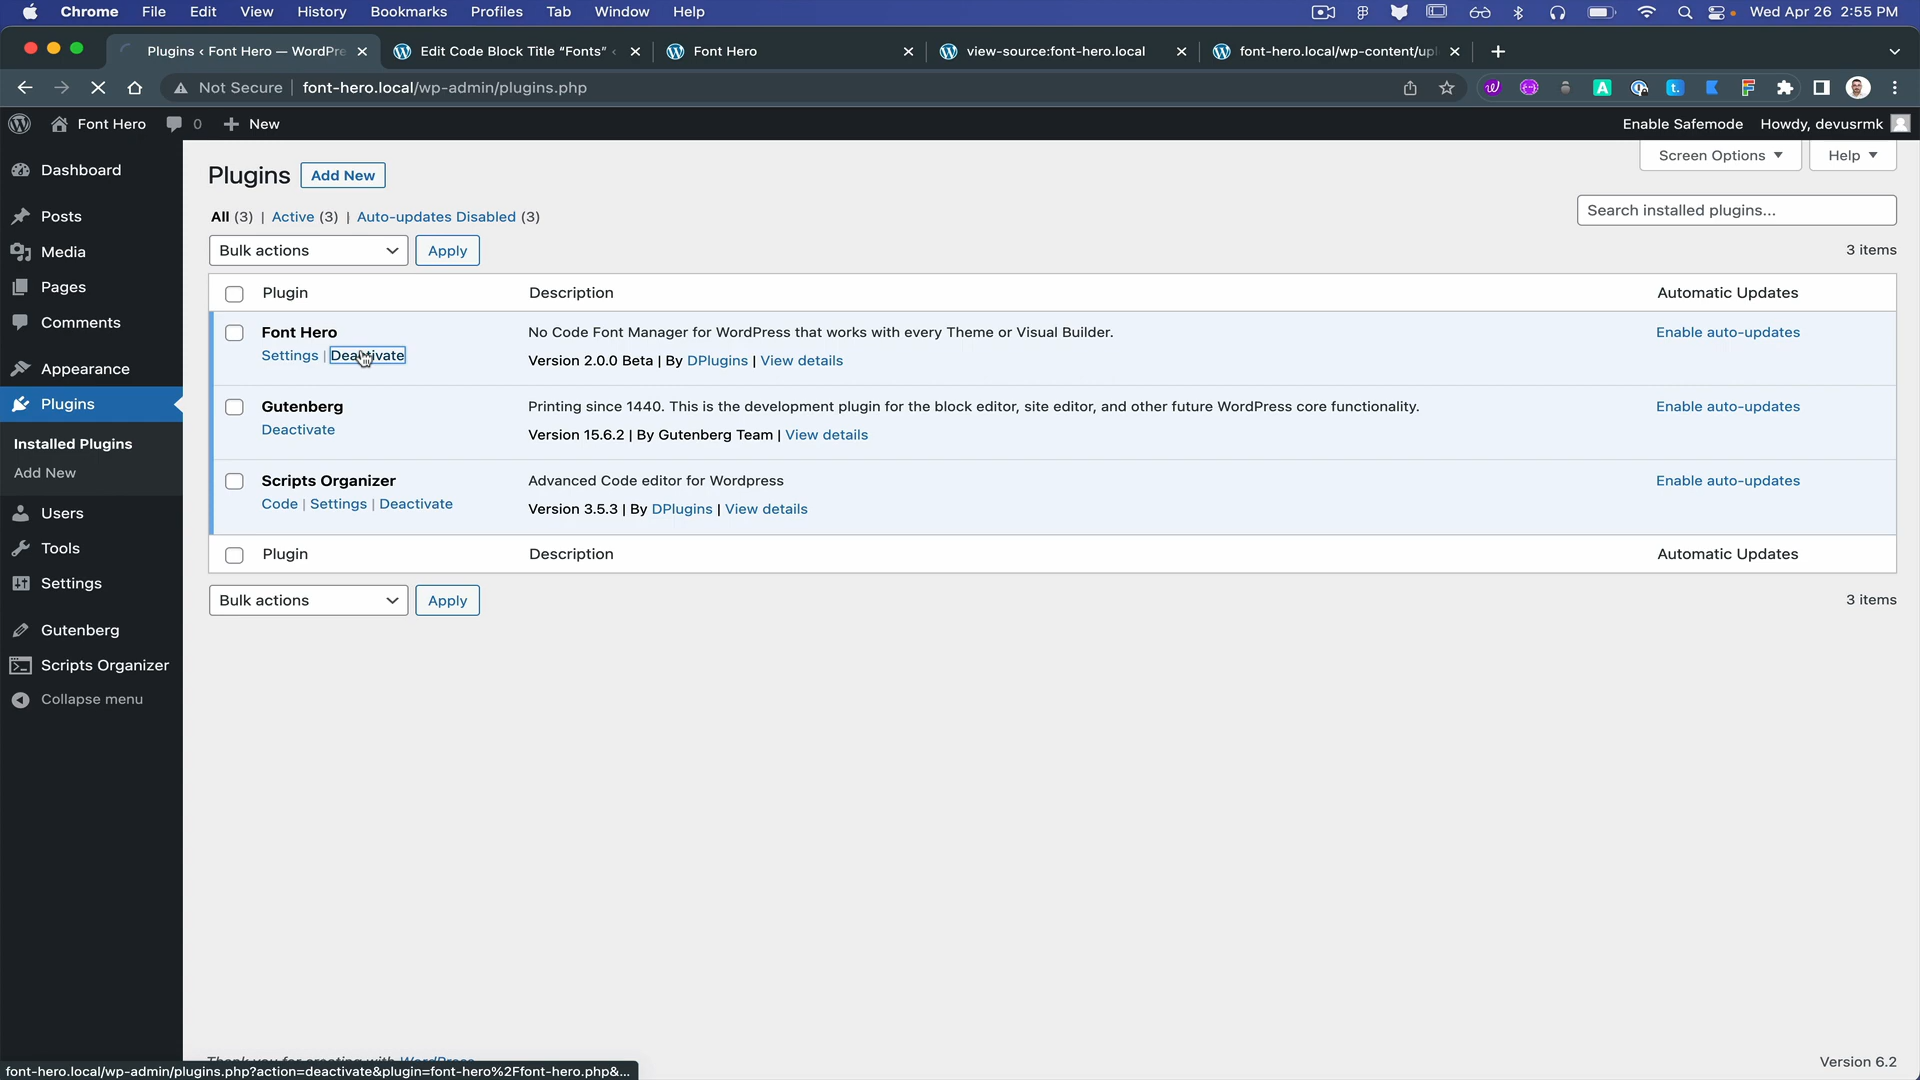 Chrome File Edit View History Bookmarks Profiles Tab Window Help Wed Apr 26 2:55 PM
Plugins ‹ Font Hero — WordPre Edit Code Block Title “Fonts” ‹ Font Hero view-source:font-hero.local font-hero.local/wp-content/upl
Not Secure font-hero.local/wp-admin/plugins.php
Font Hero 0 New Enable Safemode Howdy, devusrmk
Screen Options Help
Dashboard
Posts
Media
Pages
Comments
Appearance
Plugins
Installed Plugins
Add New
Users
Tools
Settings
Gutenberg
Scripts Organizer
Collapse menu
Plugins Add New
All (3) | Active (3) | Auto-updates Disabled (3)
Search installed plugins...
Bulk actions Apply 3 items
Plugin Description Automatic Updates
Font Hero No Code Font Manager for WordPress that works with every Theme or Visual Builder. Enable auto-updates
Settings | Deactivate Version 2.0.0 Beta | By DPlugins | View details
Gutenberg Printing since 1440. This is the development plugin for the block editor, site editor, and other future WordPress core functionality. Enable auto-updates
Deactivate Version 15.6.2 | By Gutenberg Team | View details
Scripts Organizer Advanced Code editor for Wordpress Enable auto-updates
Code | Settings | Deactivate Version 3.5.3 | By DPlugins | View details
Plugin Description Automatic Updates
Bulk actions Apply 3 items
Thank you for creating with WordPress Version 6.2
font-hero.local/wp-admin/plugins.php?action=deactivate&plugin=font-hero%2Ffont-hero.php&...